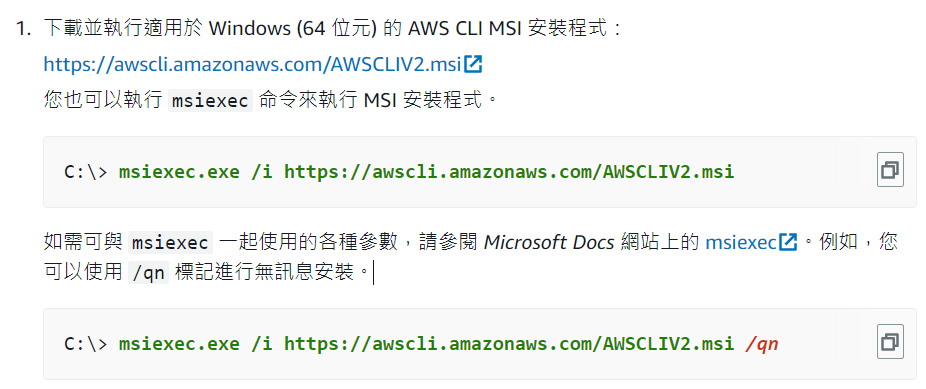 1. 下載並執行適用於 Windows (64 位元) 的 AWS CLI MSI 安裝程式：
https://awscli.amazonaws.com/AWSCLIV2.msi
您也可以執行 msiexec 命令來執行 MSI 安裝程式。
C:\> msiexec.exe /i https://awscli.amazonaws.com/AWSCLIV2.msi
如需可與 msiexec 一起使用的各種參數，請參閱 Microsoft Docs 網站上的 msiexec。例如，您
可以使用 /qn 標記進行無訊息安裝。
C:\> msiexec.exe /i https://awscli.amazonaws.com/AWSCLIV2.msi /qn